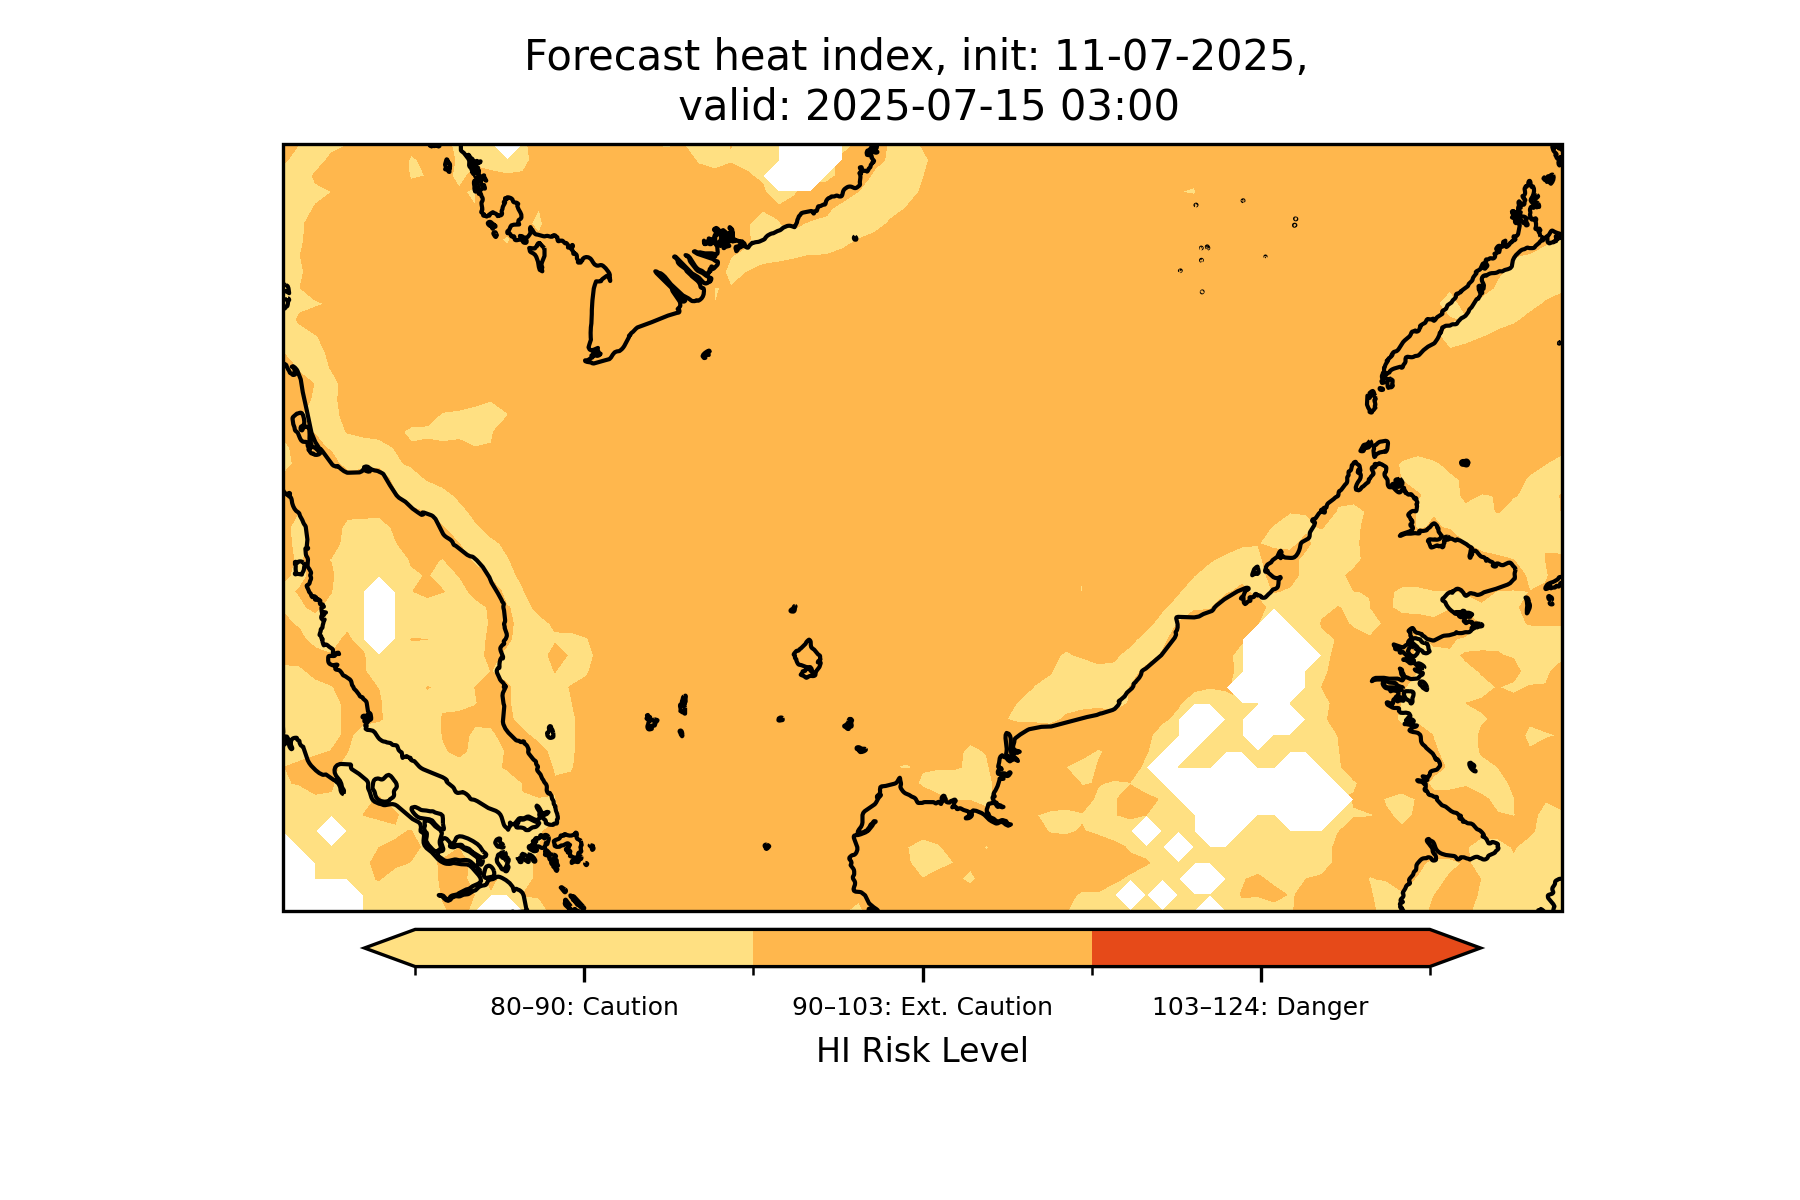 Forecast heat index, init: 11-07-2025,
valid: 2025-07-15 03:00
80–90: Caution
90–103: Ext. Caution
103–124: Danger
HI Risk Level